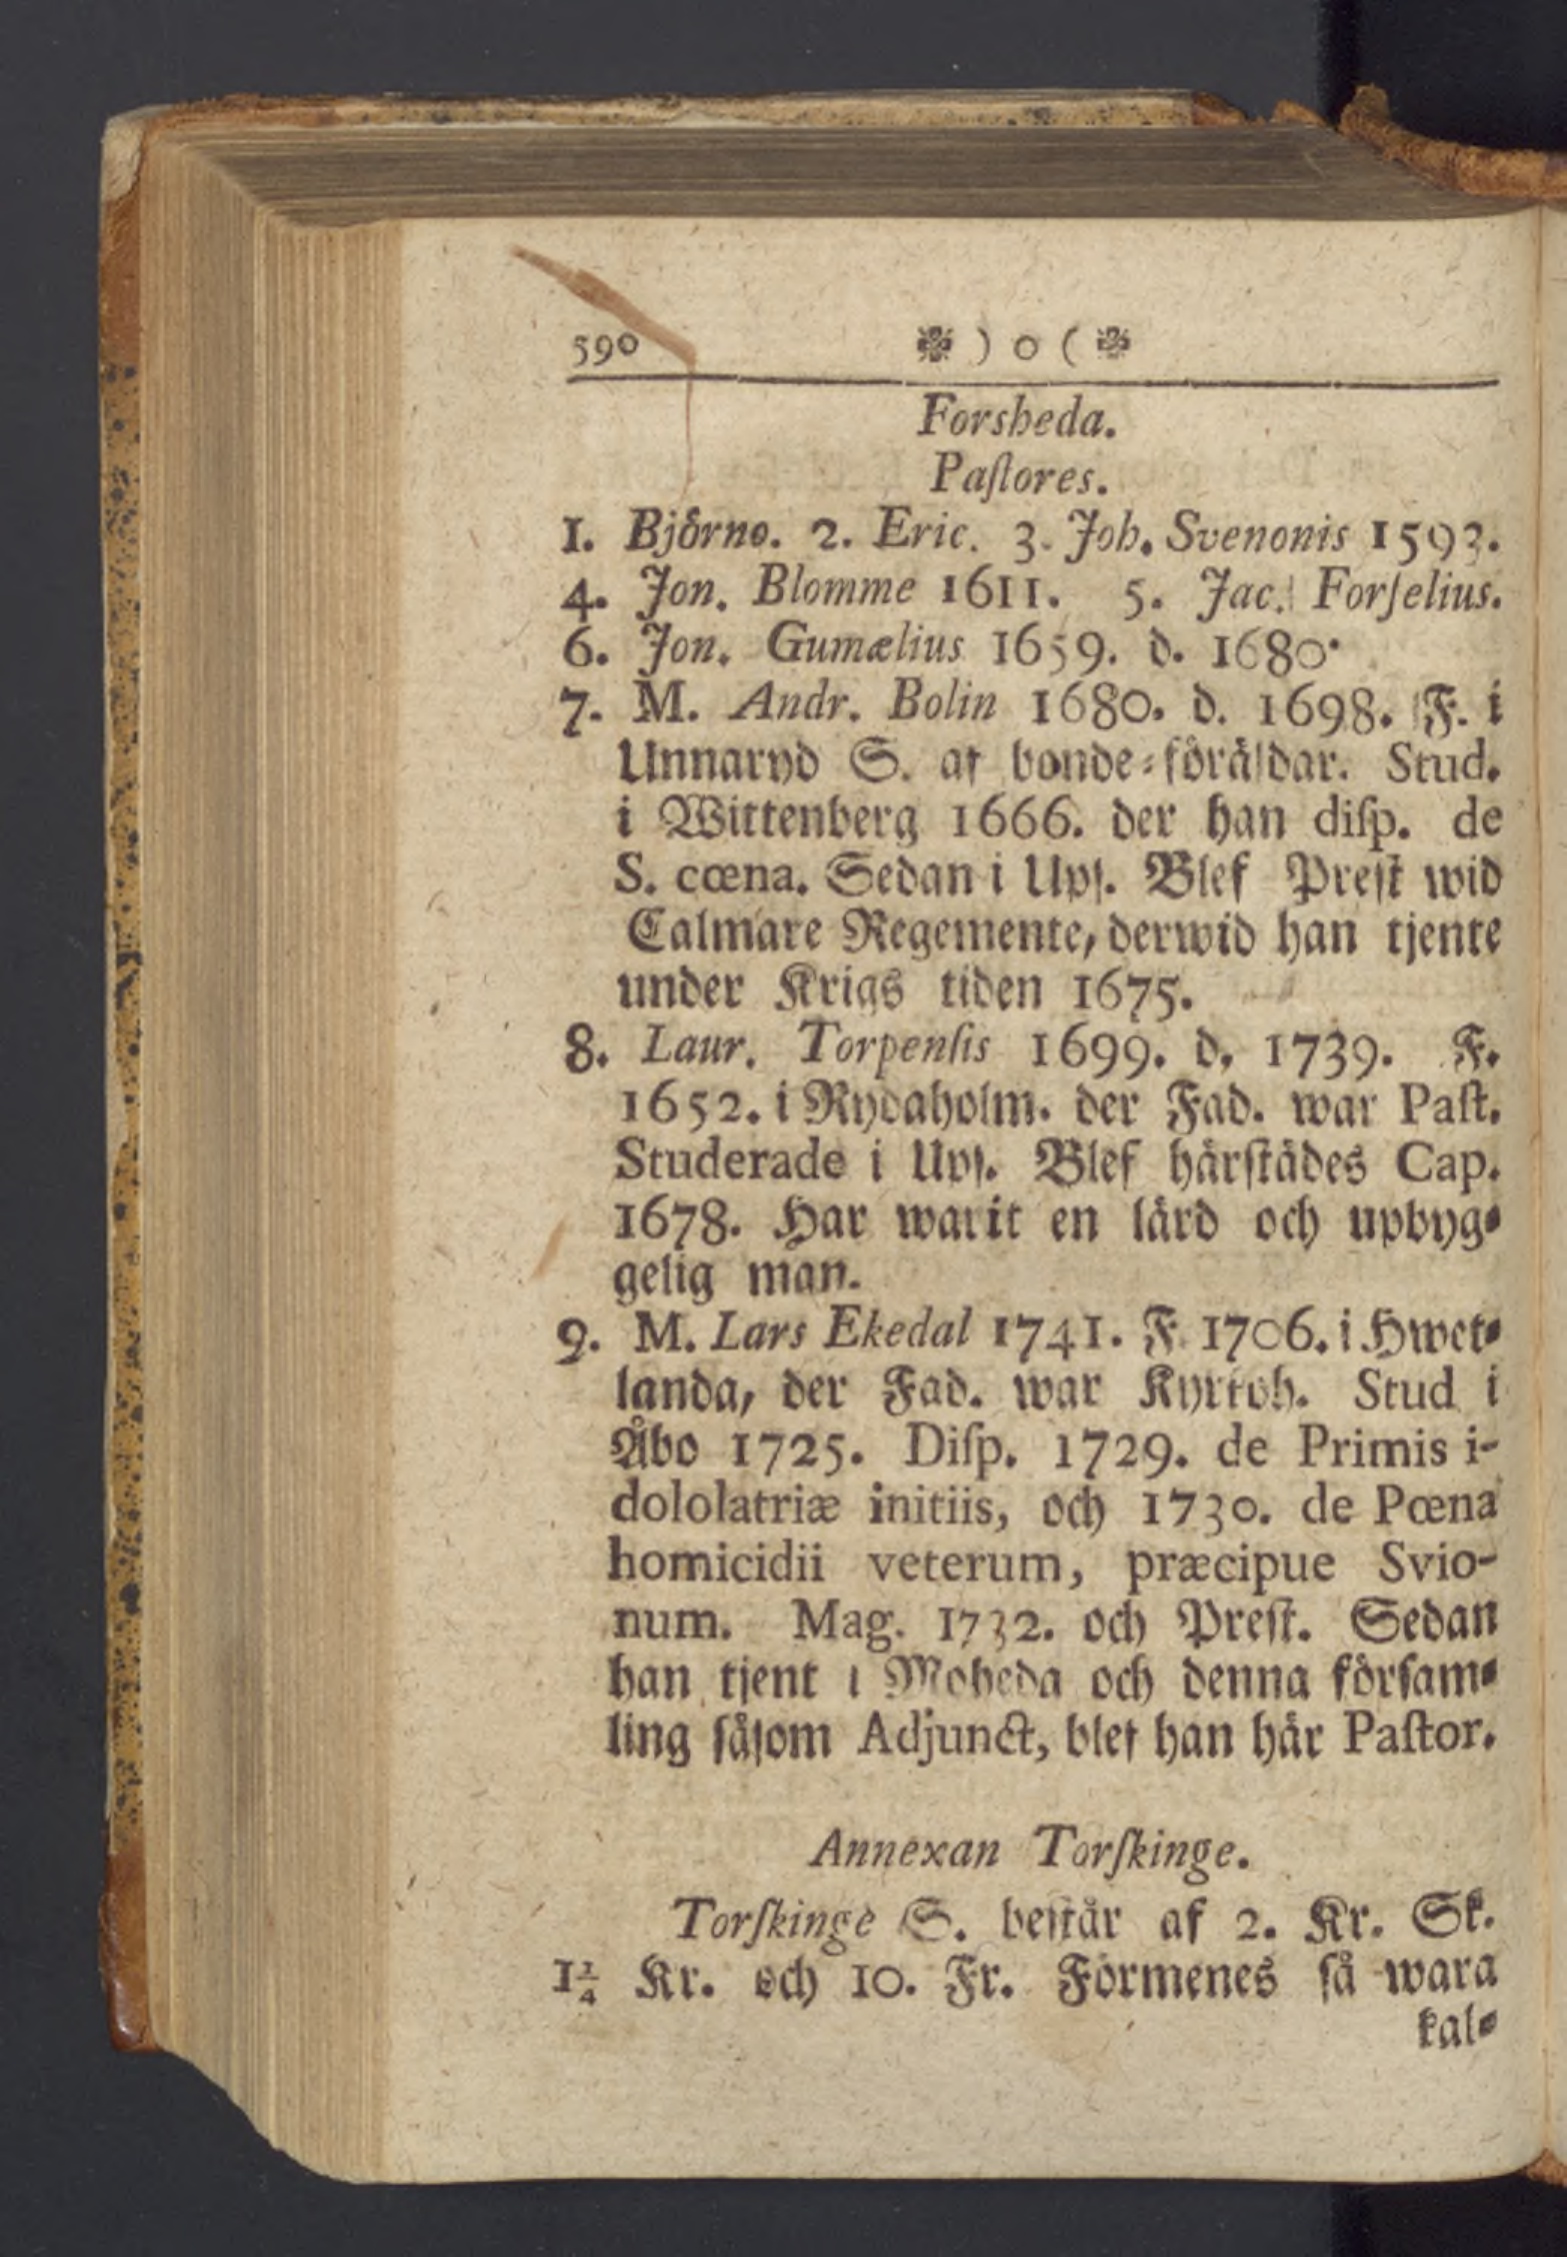 590 ❉ ) o ( ❉
Forsheda.
Paſtores.
1. Björno. 2. Eric. 3. Joh. Svenonis 1593.
4. Jon. Blomme 1611. 5. Jac. Forſelius.
6. Jon. Gumælius 1659. d. 1680.
7. M. Andr. Bolin 1680. d. 1698. F. i
Unnaryd S. af bonde-föräldar. Stud.
i Wittenberg 1666. der han diſp. de
S. cœna. Sedan i Upſ. Blef Preſt wid
Calmare Regemente, derwid han tjente
under Krigs tiden 1675.
8. Laur. Torpenſis 1699. d. 1739. F.
1652. i Rydaholm. der Fad. war Paſt.
Studerade i Upſ. Blef härſtädes Cap.
1678. Har warit en lärd och upbyg-
gelig man.
9. M. Lars Ekedal 1741. F. 1706. i Hwet-
landa, der Fad. war Kyrkoh. Stud i
Åbo 1725. Diſp. 1729. de Primis i-
dololatriæ initiis, och 1730. de Pœna
homicidii veterum, præcipue Svio-
num. Mag. 1732. och Preſt. Sedan
han tjent i Moheda och denna förſam-
ling ſåſom Adjunct, blef han här Paſtor.
Annexan Torſkinge.
Torſkinge S. beſtår af 2. Kr. Sk.
1¼ Kr. och 10. Fr. Förmenes ſå wara
kal-